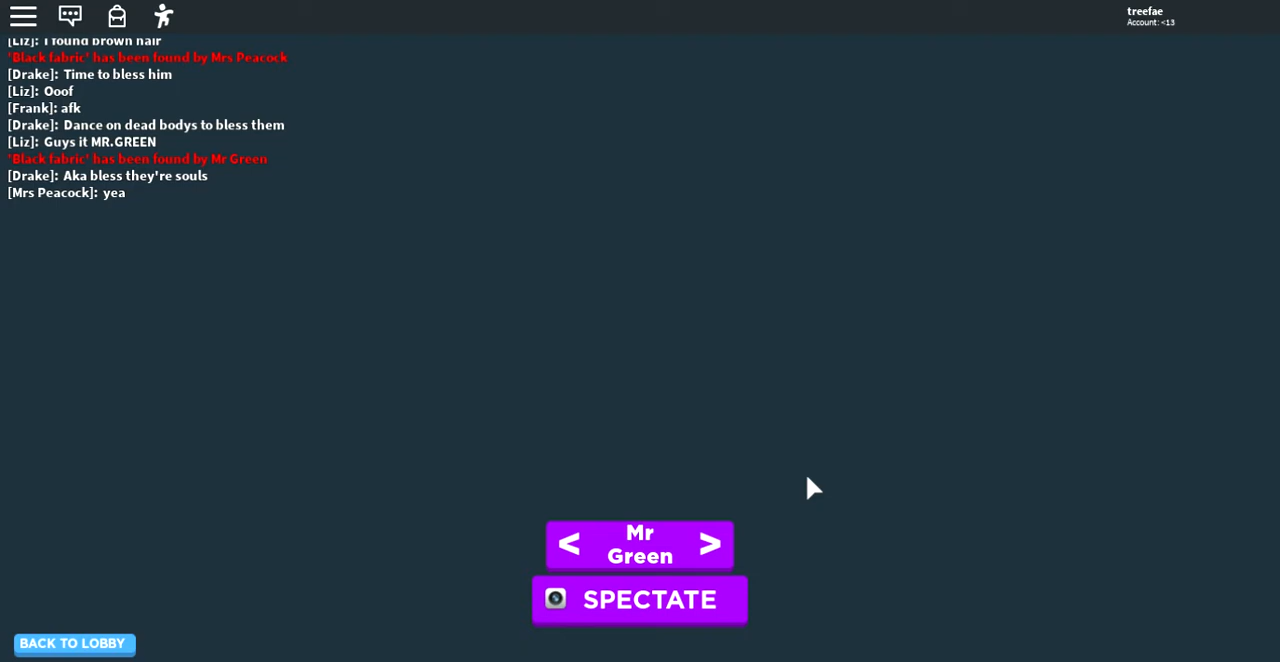 treefae
Account: <13
[Liz]: I found brown hair
'Black fabric' has been found by Mrs Peacock
[Drake]: Time to bless him
[Liz]: Ooof
[Frank]: afk
[Drake]: Dance on dead bodys to bless them
[Liz]: Guys it MR.GREEN
'Black fabric' has been found by Mr Green
[Drake]: Aka bless they're souls
[Mrs Peacock]: yea
< Mr Green >
SPECTATE
BACK TO LOBBY